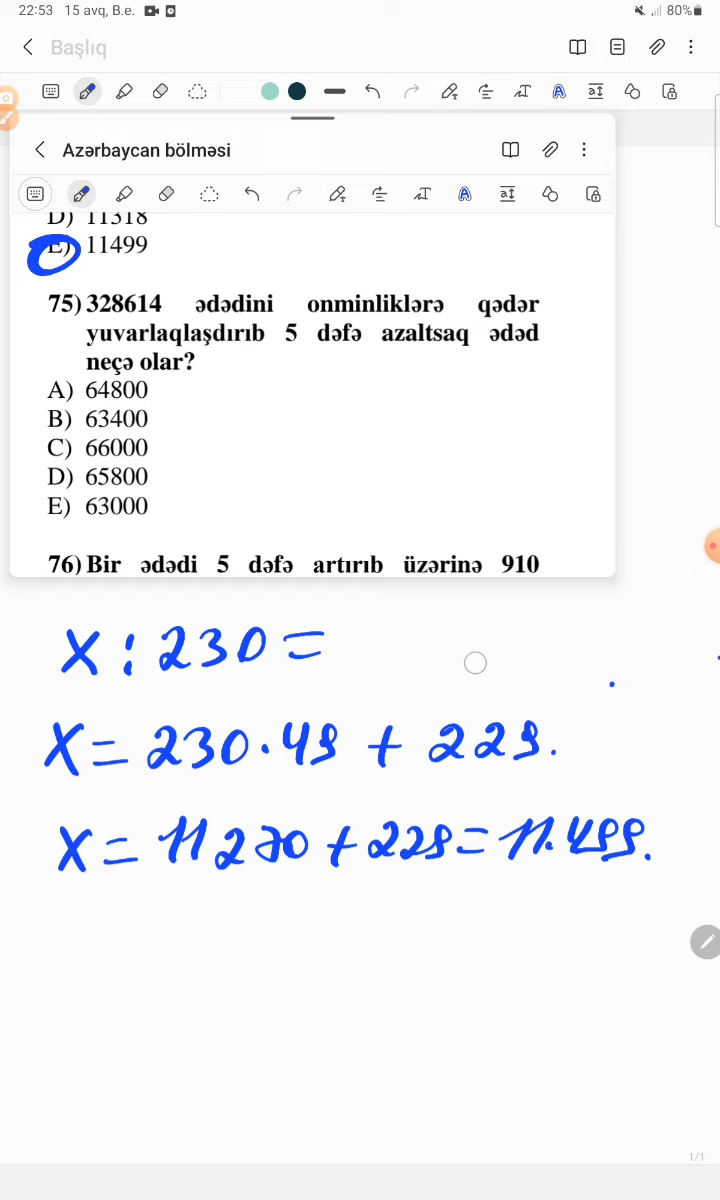 22:53 15 avq, B.e. 80%
Başlıq
Azərbaycan bölməsi
D) 11318
E) 11499
75) 328614 ədədini onminliklərə qədər
yuvarlaqlaşdırıb 5 dəfə azaltsaq ədəd
neçə olar?
A) 64800
B) 63400
C) 66000
D) 65800
E) 63000
76) Bir ədədi 5 dəfə artırıb üzərinə 910
X : 230 =
X = 230 . 49 + 229.
X = 11270 + 229 = 11.499.
1/1